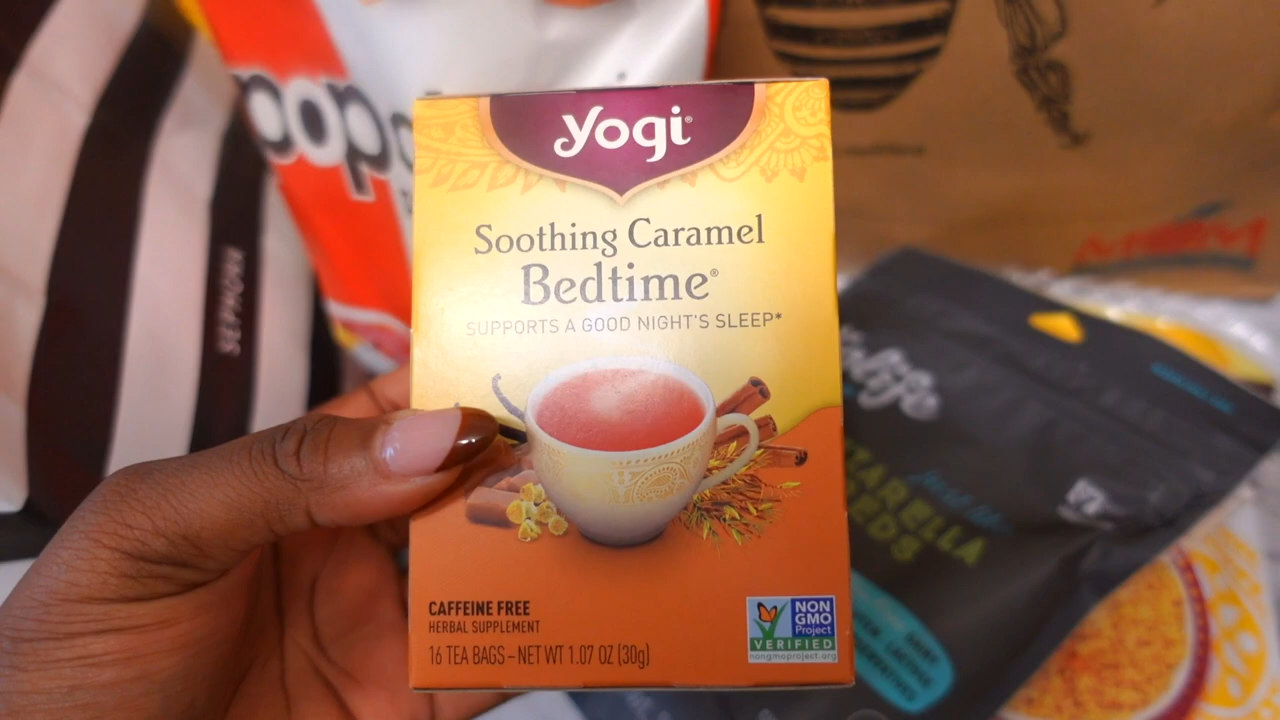 yogi®
Soothing Caramel
Bedtime®
SUPPORTS A GOOD NIGHT'S SLEEP*
CAFFEINE FREE
HERBAL SUPPLEMENT
16 TEA BAGS – NET WT 1.07 OZ (30g)
NON
GMO
Project
VERIFIED
nongmoproject.org
SEPHORA
pop